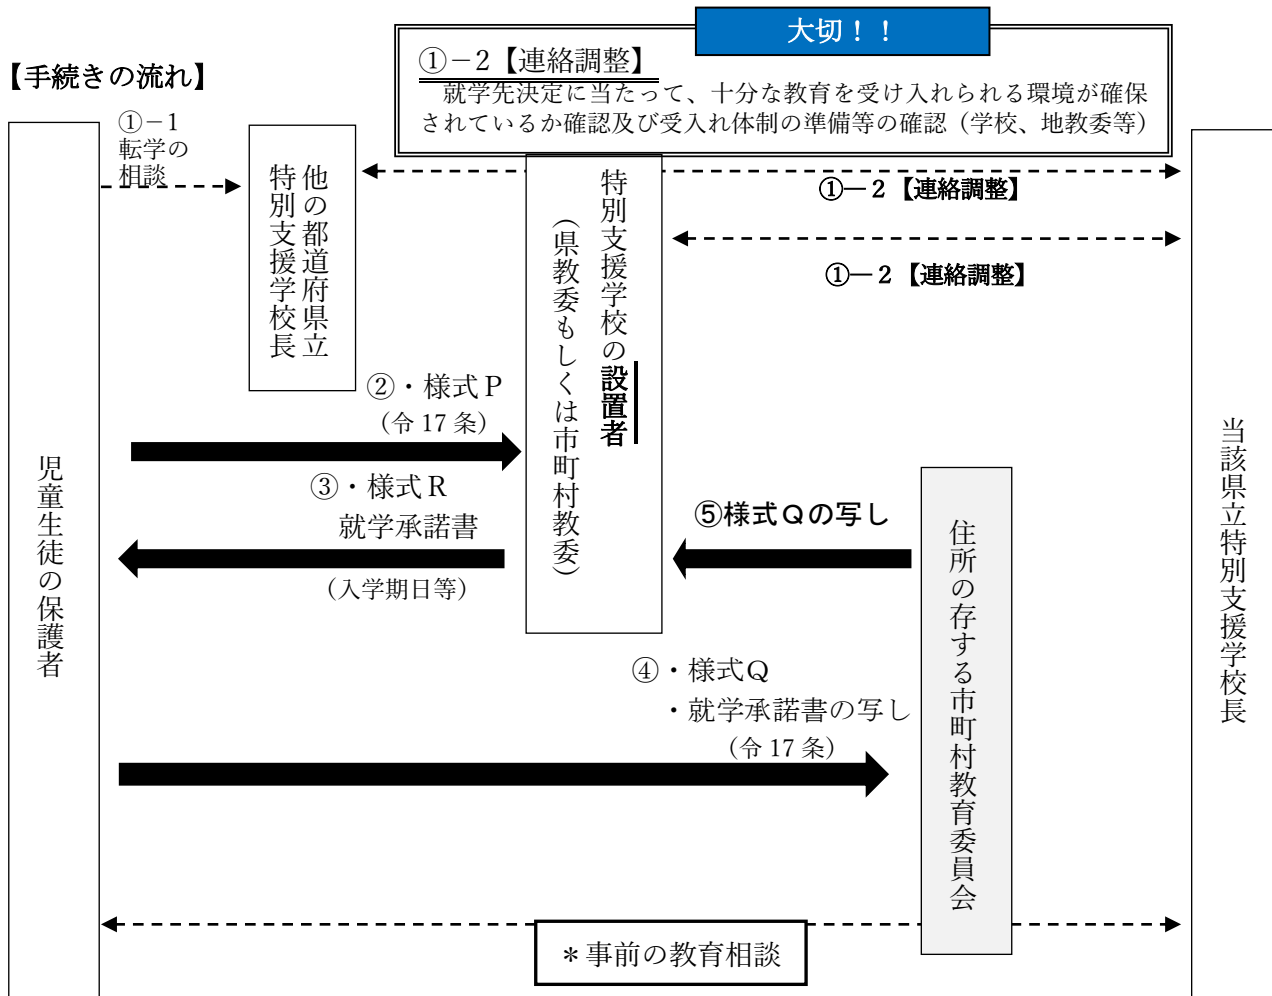 大切！！
①－2【連絡調整】
就学先決定に当たって、十分な教育を受け入れられる環境が確保
されているか確認及び受入れ体制の準備等の確認（学校、地教委等）
【手続きの流れ】
①－1
転学の
相談
他の都道府県立
特別支援学校長
特別支援学校の設置者
（県教委もしくは市町村教委）
①－2【連絡調整】
①－2【連絡調整】
②・様式P
（令17条）
③・様式R
就学承諾書
（入学期日等）
⑤様式Qの写し
④・様式Q
・就学承諾書の写し
（令17条）
児童生徒の保護者
住所の存する市町村教育委員会
当該県立特別支援学校長
＊事前の教育相談